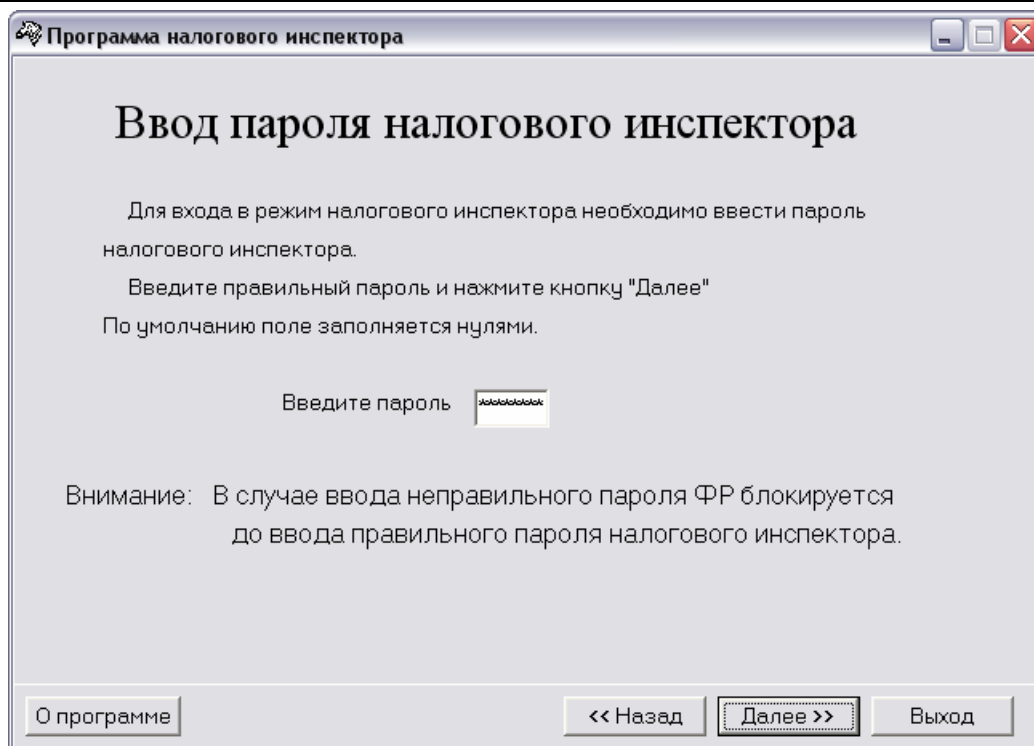 Программа налогового инспектора
Ввод пароля налогового инспектора
Для входа в режим налогового инспектора необходимо ввести пароль
налогового инспектора.
Введите правильный пароль и нажмите кнопку "Далее"
По умолчанию поле заполняется нулями.
Введите пароль **********
Внимание: В случае ввода неправильного пароля ФР блокируется
до ввода правильного пароля налогового инспектора.
О программе << Назад Далее >> Выход